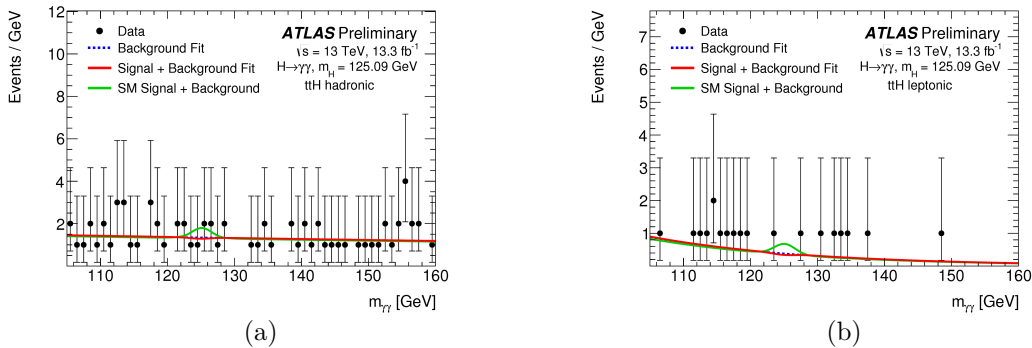 Events / GeV
12
10
8
6
4
2
Data
Background Fit
Signal + Background Fit
SM Signal + Background
ATLAS Preliminary
√s = 13 TeV, 13.3 fb⁻¹
H→γγ, m_H = 125.09 GeV
ttH hadronic
110 120 130 140 150 160
m_γγ [GeV]
(a)
Events / GeV
7
6
5
4
3
2
1
Data
Background Fit
Signal + Background Fit
SM Signal + Background
ATLAS Preliminary
√s = 13 TeV, 13.3 fb⁻¹
H→γγ, m_H = 125.09 GeV
ttH leptonic
110 120 130 140 150 160
m_γγ [GeV]
(b)